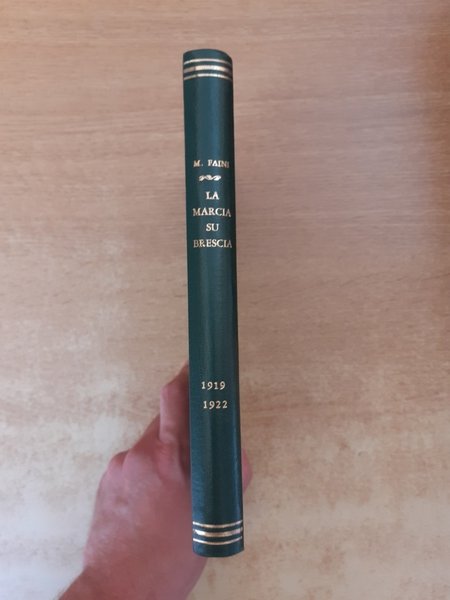 M. FAINI
LA
MARCIA
SU
BRESCIA
1919
1922